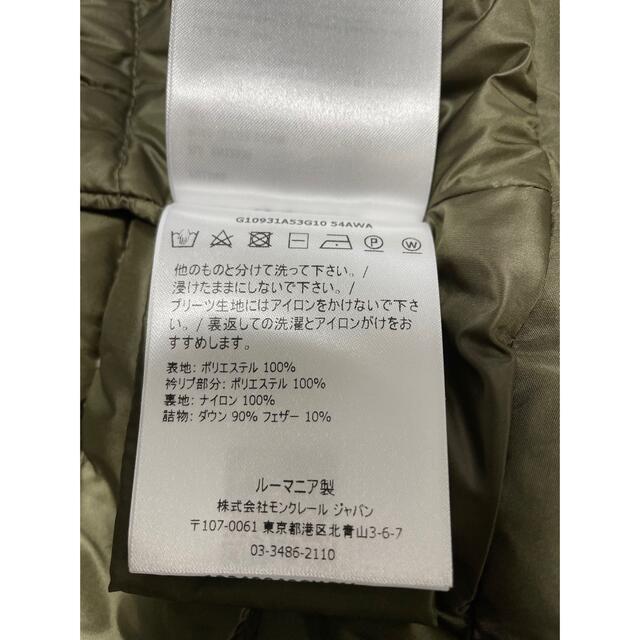 G10931A53G10 54AWA
P W
他のものと分けて洗って下さい。/
浸けたままにしないで下さい。/
プリーツ生地にはアイロンをかけないで下さ
い。/ 裏返しての洗濯とアイロンがけをお
すすめします。
表地: ポリエステル 100%
衿リブ部分: ポリエステル 100%
裏地: ナイロン 100%
詰物: ダウン 90% フェザー 10%
ルーマニア製
株式会社モンクレール ジャパン
〒107-0061 東京都港区北青山3-6-7
03-3486-2110